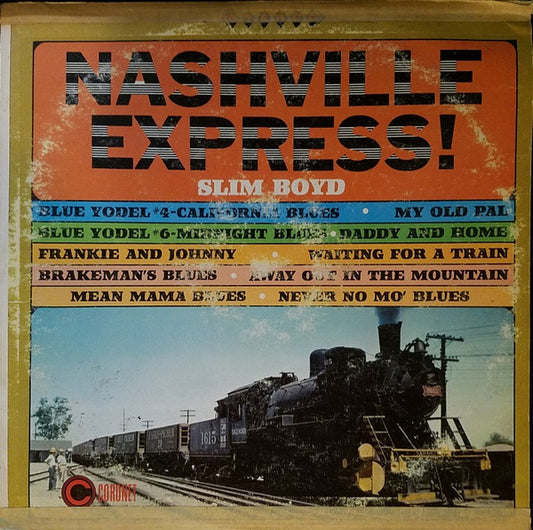 NASHVILLE
EXPRESS!
SLIM BOYD
BLUE YODEL #4-CALIFORNIA BLUES • MY OLD PAL
BLUE YODEL #6-MIDNIGHT BLUES • DADDY AND HOME
FRANKIE AND JOHNNY • WAITING FOR A TRAIN
BRAKEMAN'S BLUES • AWAY OUT IN THE MOUNTAIN
MEAN MAMA BLUES • NEVER NO MO' BLUES
1615
C CORONET